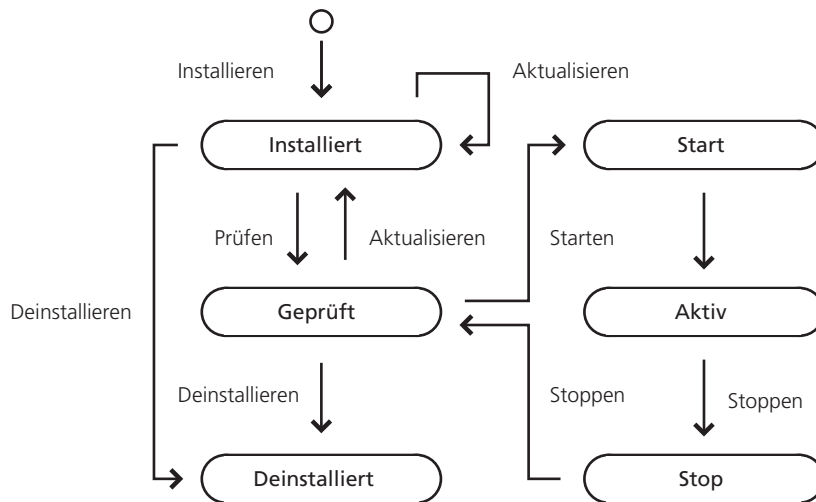 Installieren
Aktualisieren
Installiert
Start
Prüfen
Aktualisieren
Starten
Deinstallieren
Geprüft
Aktiv
Deinstallieren
Stoppen
Stoppen
Deinstalliert
Stop